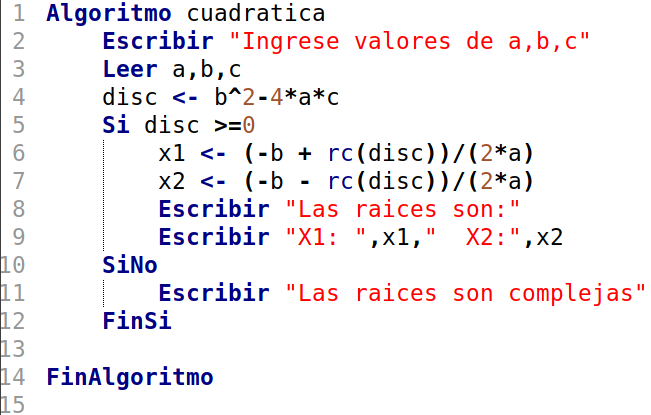 1 Algoritmo cuadratica
2 Escribir "Ingrese valores de a,b,c"
3 Leer a,b,c
4 disc <- b^2-4*a*c
5 Si disc >=0
6 x1 <- (-b + rc(disc))/(2*a)
7 x2 <- (-b - rc(disc))/(2*a)
8 Escribir "Las raices son:"
9 Escribir "X1: ",x1,"  X2:",x2
10 SiNo
11 Escribir "Las raices son complejas"
12 FinSi
13
14 FinAlgoritmo
15